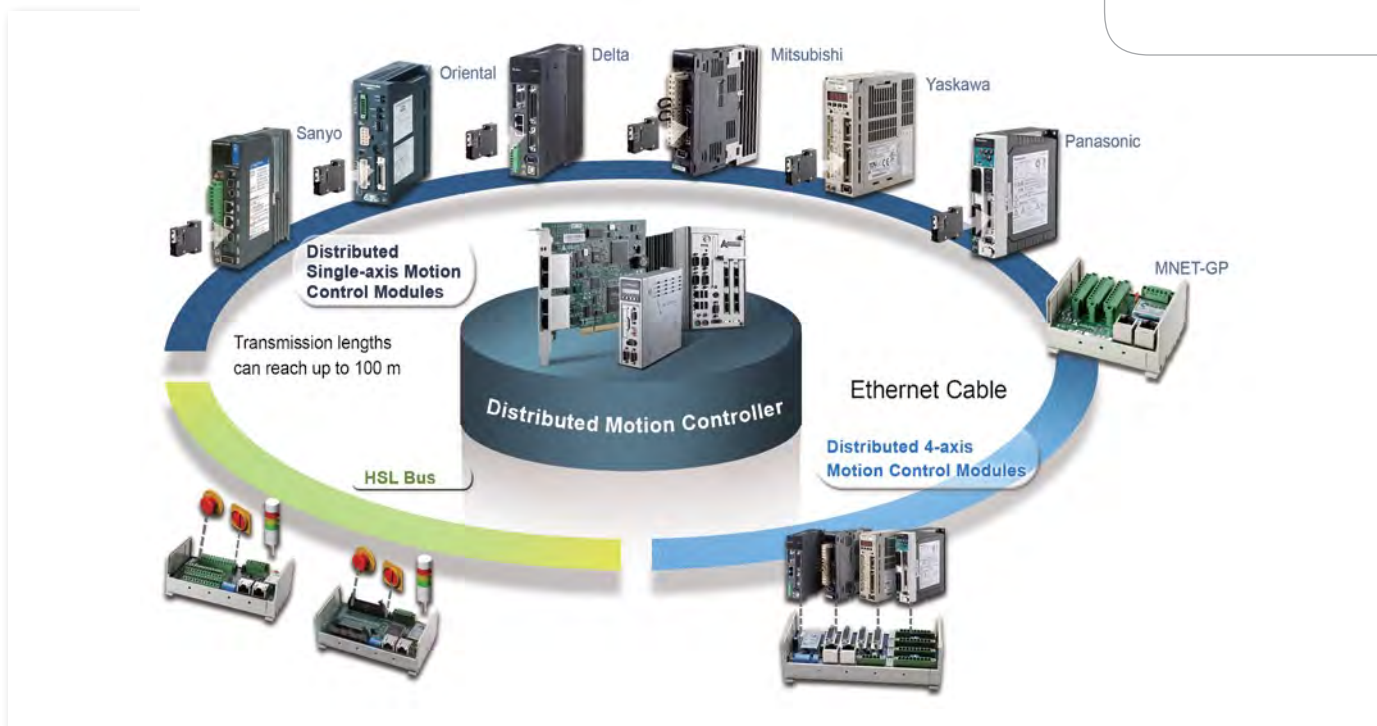 Delta
Mitsubishi
Oriental
Yaskawa
Sanyo
Panasonic
MNET-GP
Distributed
Single-axis Motion
Control Modules
Transmission lengths
can reach up to 100 m
Distributed Motion Controller
Ethernet Cable
Distributed 4-axis
Motion Control Modules
HSL Bus